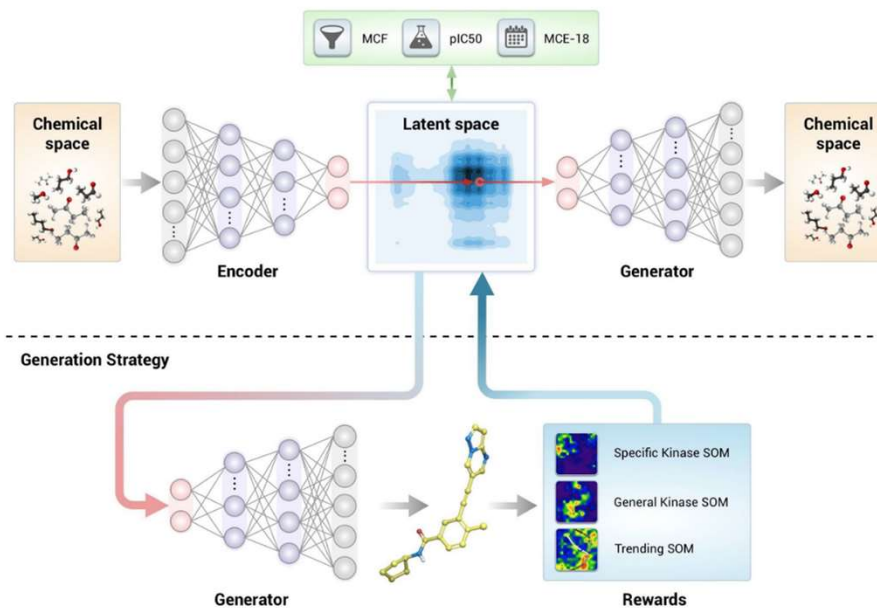 MCF
pIC50
MCE-18
Chemical
space
Latent space
Chemical
space
Encoder
Generator
Generation Strategy
Specific Kinase SOM
General Kinase SOM
Trending SOM
Generator
Rewards